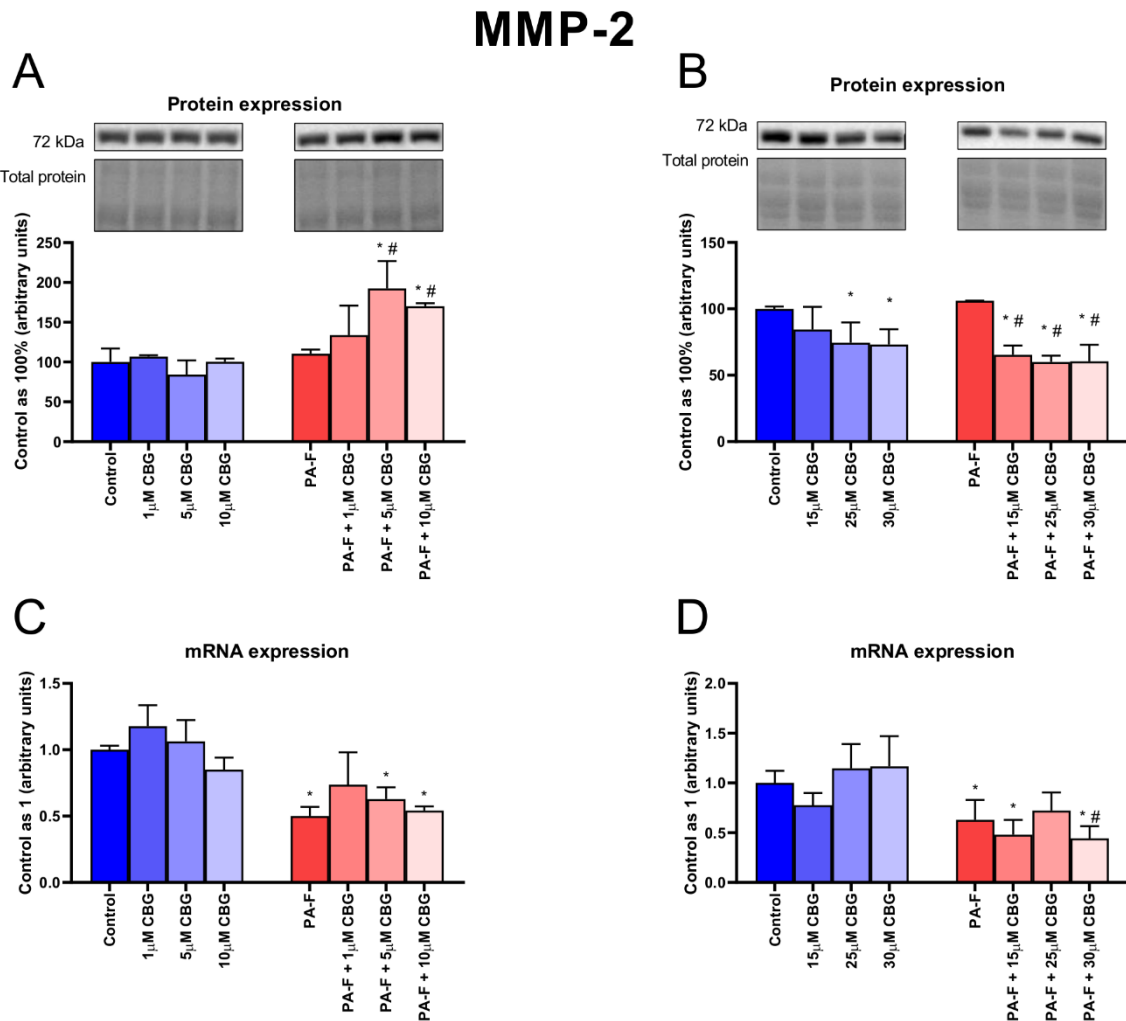 MMP-2
A
Protein expression
72 kDa
Total protein
Control as 100% (arbitrary units)
250
200
150
100
50
0
* #
* #
Control
1μM CBG
5μM CBG
10μM CBG
PA-F
PA-F + 1μM CBG
PA-F + 5μM CBG
PA-F + 10μM CBG
B
Protein expression
72 kDa
Total protein
Control as 100% (arbitrary units)
150
100
50
0
*
*
* #
* #
* #
Control
15μM CBG
25μM CBG
30μM CBG
PA-F
PA-F + 15μM CBG
PA-F + 25μM CBG
PA-F + 30μM CBG
C
mRNA expression
Control as 1 (arbitrary units)
1.5
1.0
0.5
0.0
*
*
*
Control
1μM CBG
5μM CBG
10μM CBG
PA-F
PA-F + 1μM CBG
PA-F + 5μM CBG
PA-F + 10μM CBG
D
mRNA expression
Control as 1 (arbitrary units)
2.0
1.5
1.0
0.5
0.0
*
*
* #
Control
15μM CBG
25μM CBG
30μM CBG
PA-F
PA-F + 15μM CBG
PA-F + 25μM CBG
PA-F + 30μM CBG